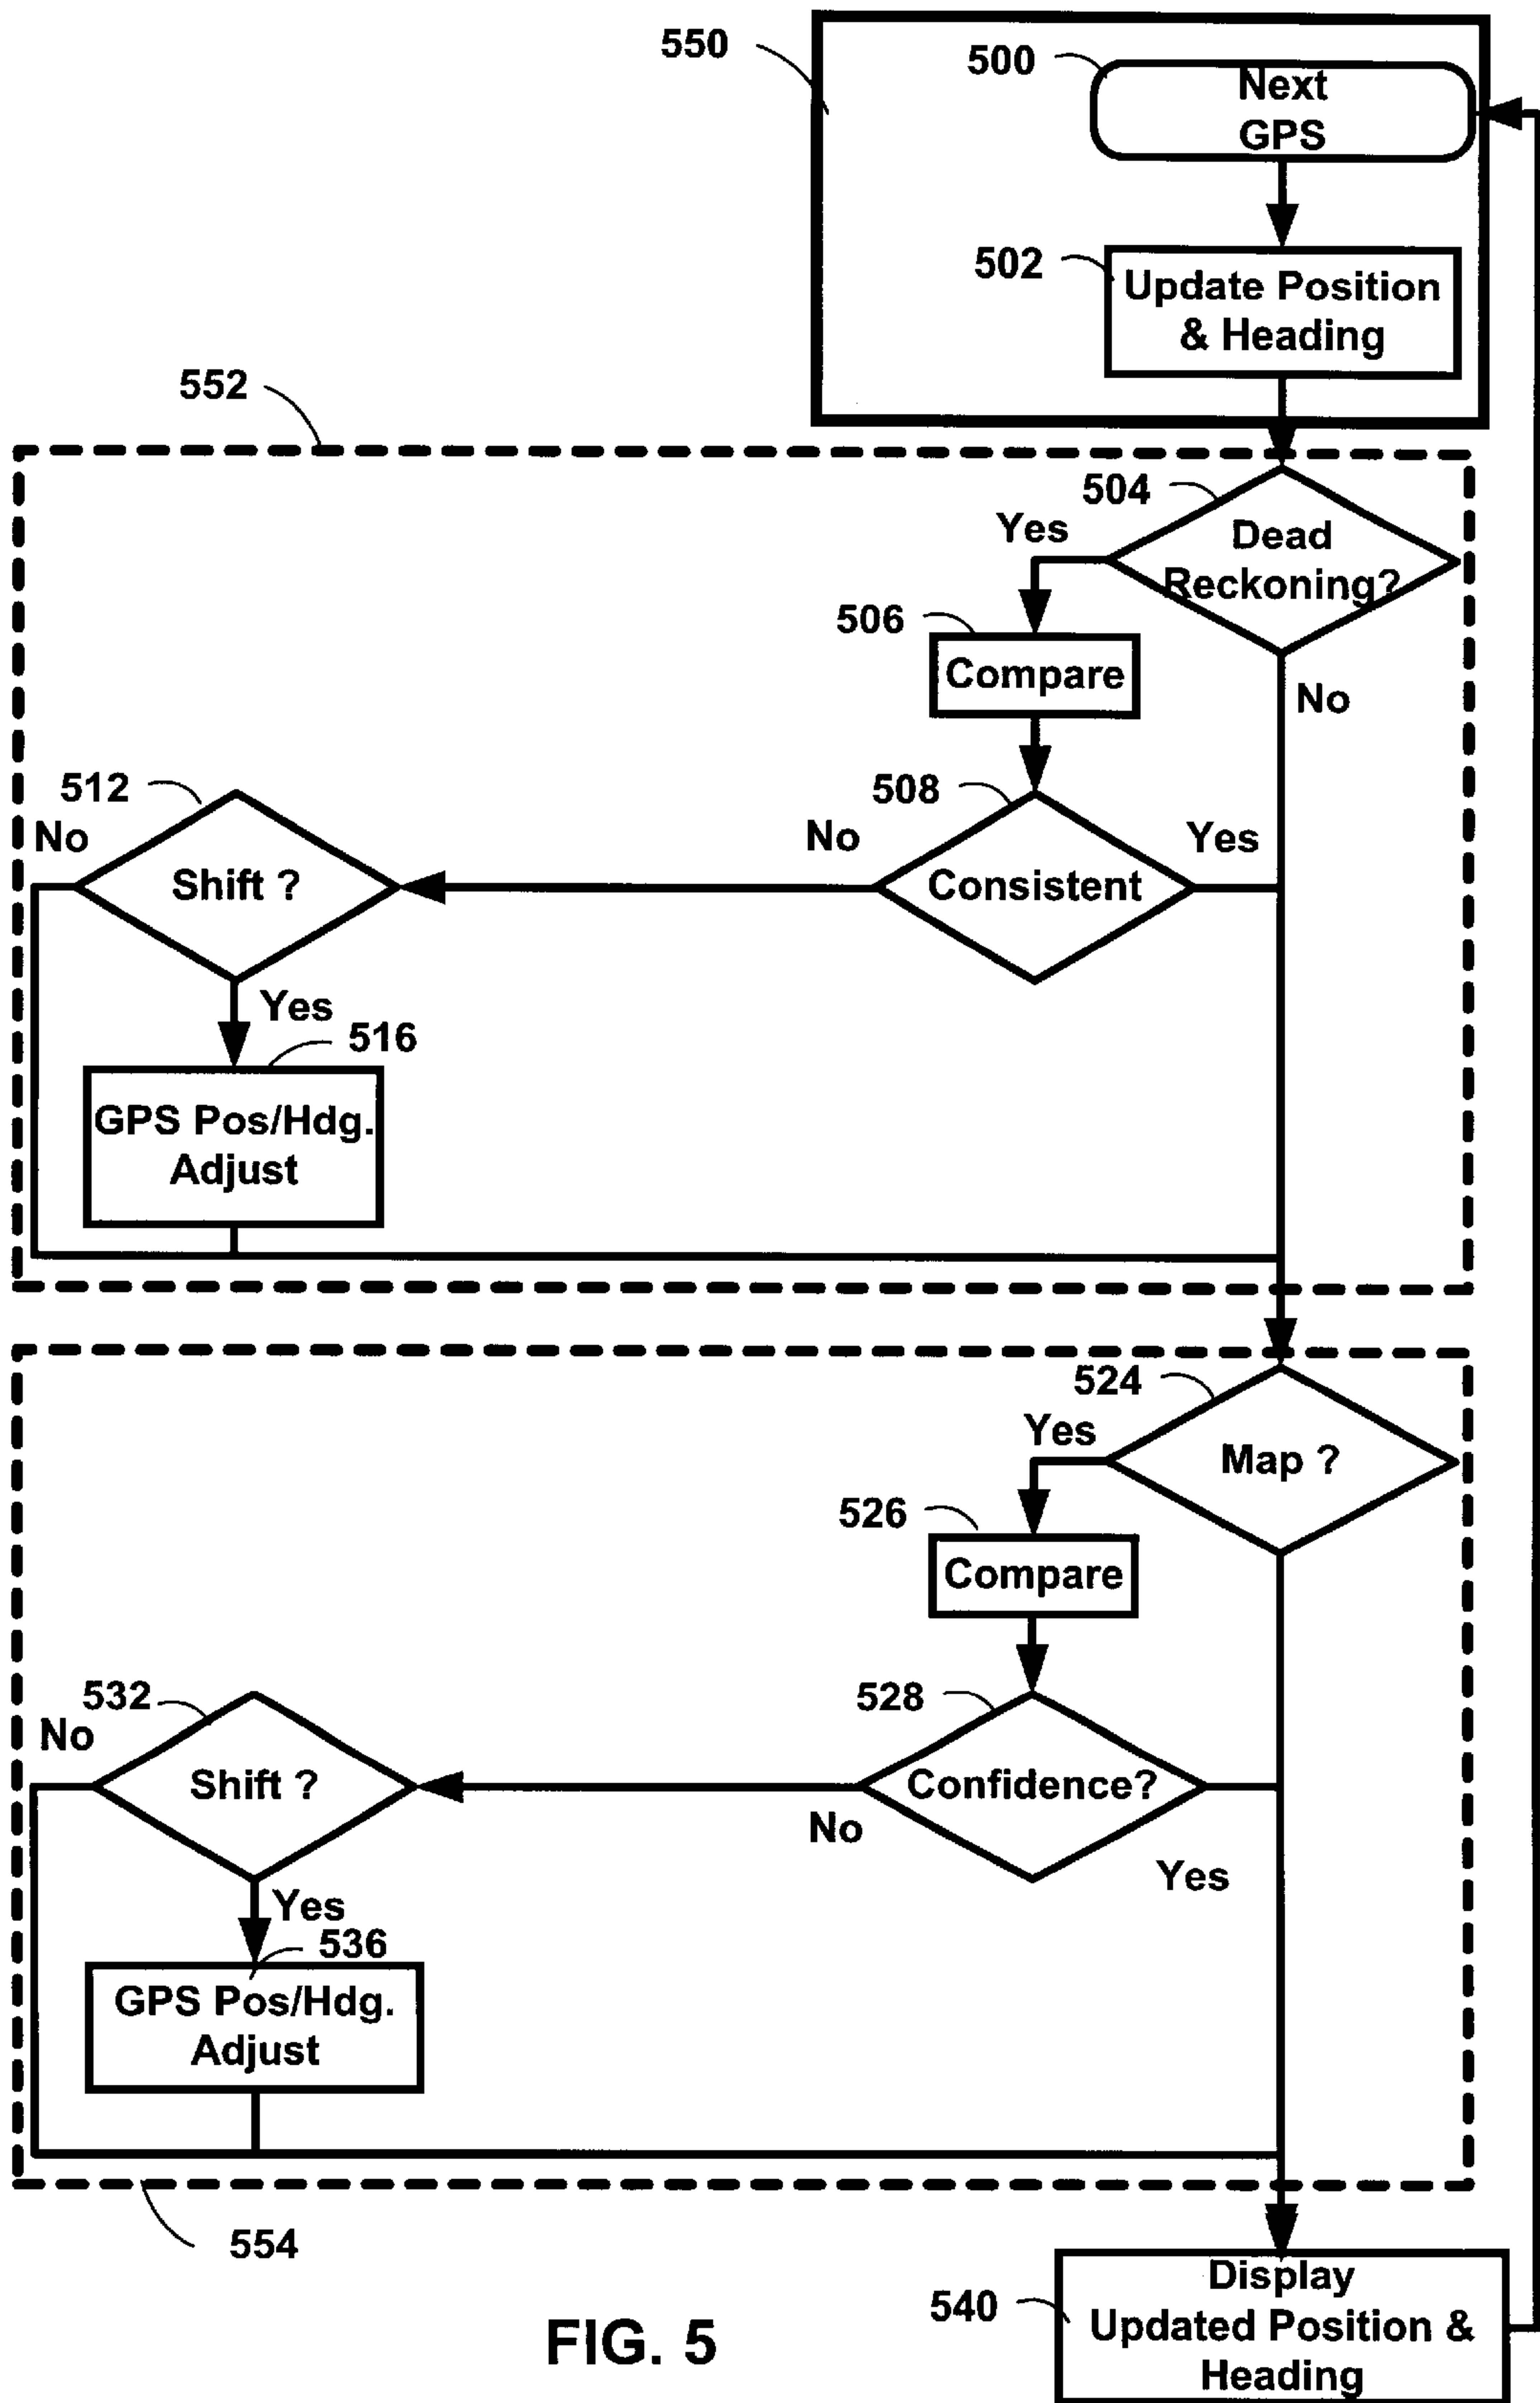 550
500
Next
GPS
502
Update Position
& Heading
552
504
Yes
Dead
Reckoning?
506
Compare
No
512
508
No
No
Yes
Shift ?
Consistent
Yes
516
GPS Pos/Hdg.
Adjust
524
Yes
Map ?
526
Compare
532
528
No
Shift ?
Confidence?
No
Yes
Yes
536
GPS Pos/Hdg.
Adjust
554
540
Display
Updated Position &
Heading
FIG. 5